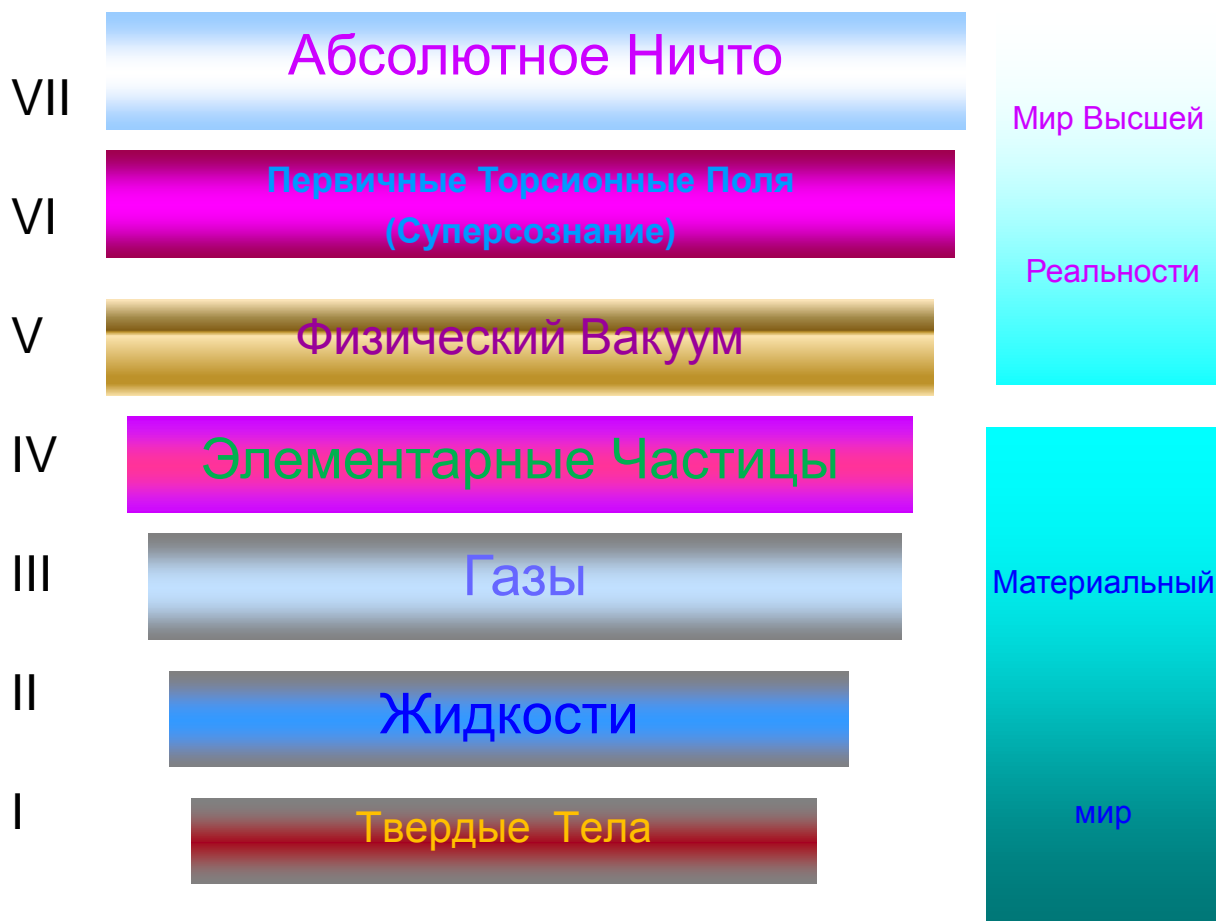 VII
Абсолютное Ничто
VI
Первичные Торсионные Поля
(Суперсознание)
V
Физический Вакуум
IV
Элементарные Частицы
III
Газы
II
Жидкости
I
Твердые Тела
Мир Высшей
Реальности
Материальный
мир